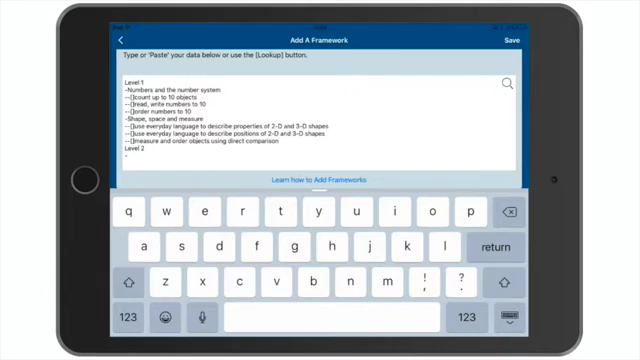 Add A Framework
Save
Type or 'Paste' your data below or use the [Lookup] button.
Level 1
-Numbers and the number system
--[]count up to 10 objects
--[]read, write numbers to 10
--[]order numbers to 10
-Shape, space and measure
--[]use everyday language to describe properties of 2-D and 3-D shapes
--[]use everyday language to describe positions of 2-D and 3-D shapes
--[]measure and order objects using direct comparison
Level 2
-
Learn how to Add Frameworks
q w e r t y u i o p
a s d f g h j k l return
z x c v b n m ! , ? .
123 123